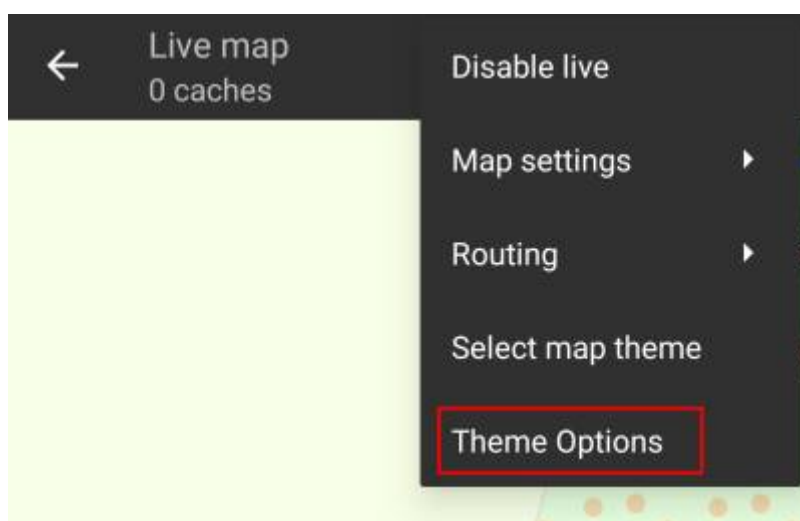 Live map
0 caches
Disable live
Map settings
Routing
Select map theme
Theme Options